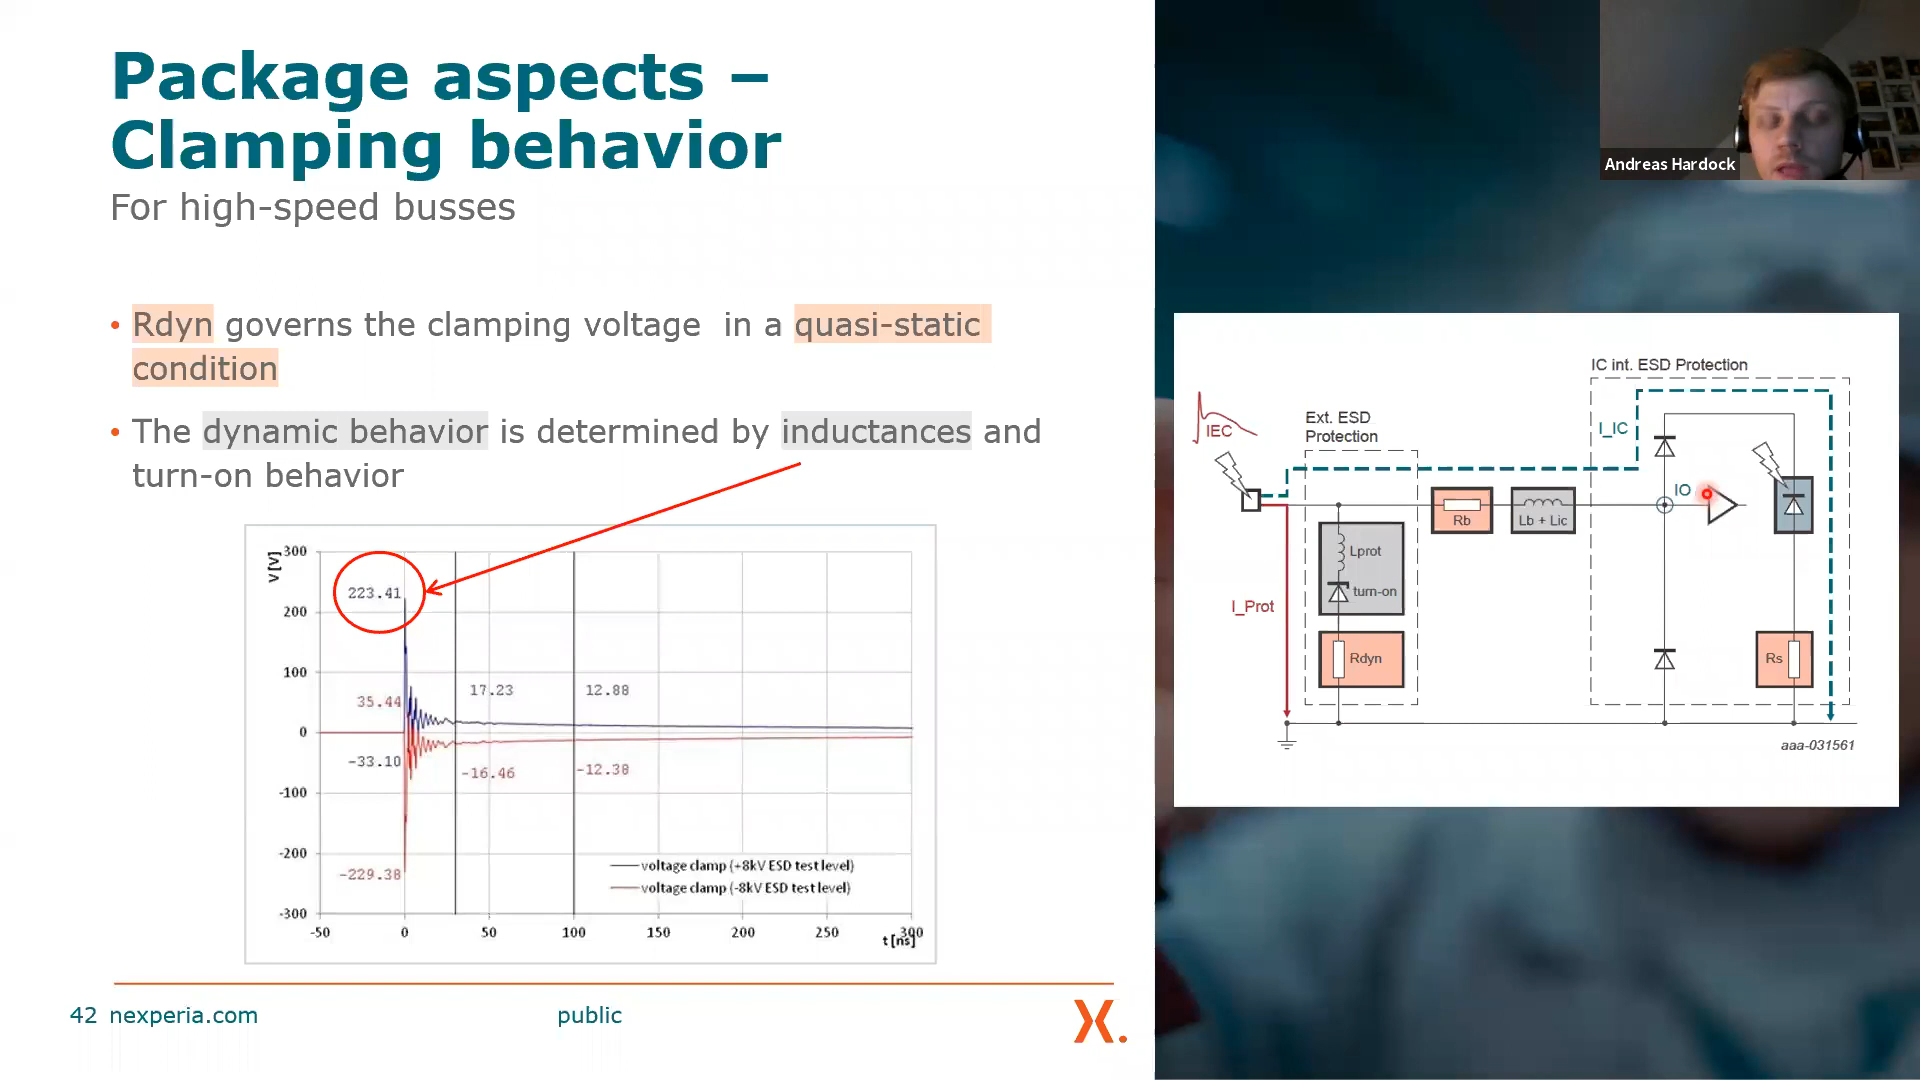 Package aspects –
Clamping behavior
For high-speed busses
• Rdyn governs the clamping voltage in a quasi-static
condition
• The dynamic behavior is determined by inductances and
turn-on behavior
V[V]
300
200
100
0
-100
-200
-300
223.41
35.44
-33.10
-229.38
17.23
12.88
-16.46
-12.38
voltage clamp (+8kV ESD test level)
voltage clamp (-8kV ESD test level)
-50
0
50
100
150
200
250
300
t[ns]
42 nexperia.com
public
Andreas Hardock
IC int. ESD Protection
Ext. ESD
Protection
IEC
I_IC
IO
Rb
Lb + Lic
Lprot
turn-on
I_Prot
Rdyn
Rs
aaa-031561